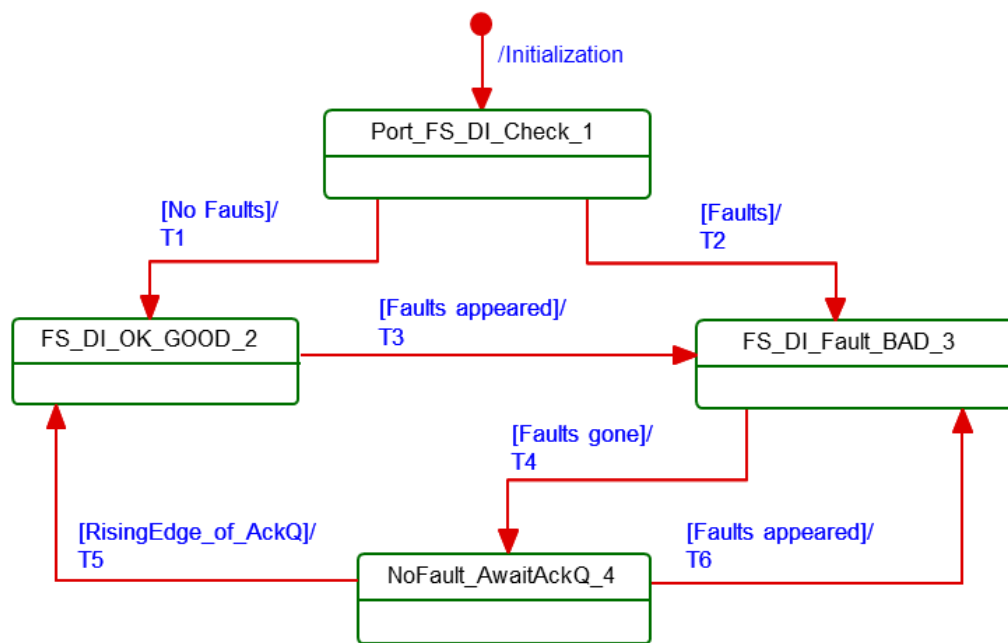 /Initialization
Port_FS_DI_Check_1
[No Faults]/
T1
[Faults]/
T2
FS_DI_OK_GOOD_2
[Faults appeared]/
T3
FS_DI_Fault_BAD_3
[Faults gone]/
T4
[RisingEdge_of_AckQ]/
T5
NoFault_AwaitAckQ_4
[Faults appeared]/
T6